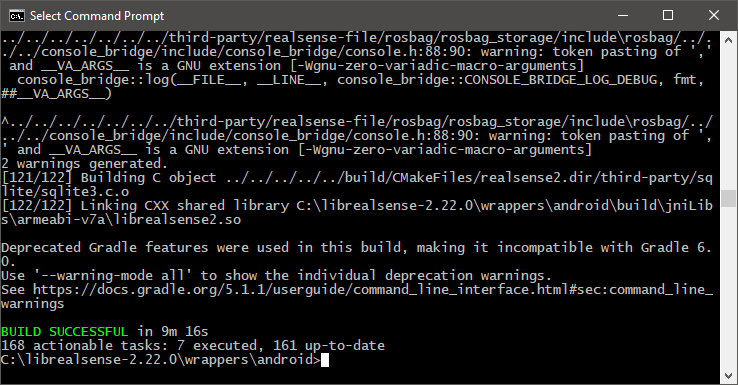 Select Command Prompt
../../../../../../../third-party/realsense-file/rosbag/rosbag_storage/include\rosbag/../.
./../console_bridge/include/console_bridge/console.h:88:90: warning: token pasting of ','
 and __VA_ARGS__ is a GNU extension [-Wgnu-zero-variadic-macro-arguments]
  console_bridge::log(__FILE__, __LINE__, console_bridge::CONSOLE_BRIDGE_LOG_DEBUG, fmt,
##__VA_ARGS__)
^../../../../../../../third-party/realsense-file/rosbag/rosbag_storage/include\rosbag/../
../../console_bridge/include/console_bridge/console.h:88:90: warning: token pasting of ',
' and __VA_ARGS__ is a GNU extension [-Wgnu-zero-variadic-macro-arguments]
2 warnings generated.
[121/122] Building C object ../../../../../build/CMakeFiles/realsense2.dir/third-party/sq
lite/sqlite3.c.o
[122/122] Linking CXX shared library C:\librealsense-2.22.0\wrappers\android\build\jniLib
s\armeabi-v7a\librealsense2.so
Deprecated Gradle features were used in this build, making it incompatible with Gradle 6.
0.
Use '--warning-mode all' to show the individual deprecation warnings.
See https://docs.gradle.org/5.1.1/userguide/command_line_interface.html#sec:command_line_
warnings
BUILD SUCCESSFUL in 9m 16s
168 actionable tasks: 7 executed, 161 up-to-date
C:\librealsense-2.22.0\wrappers\android>